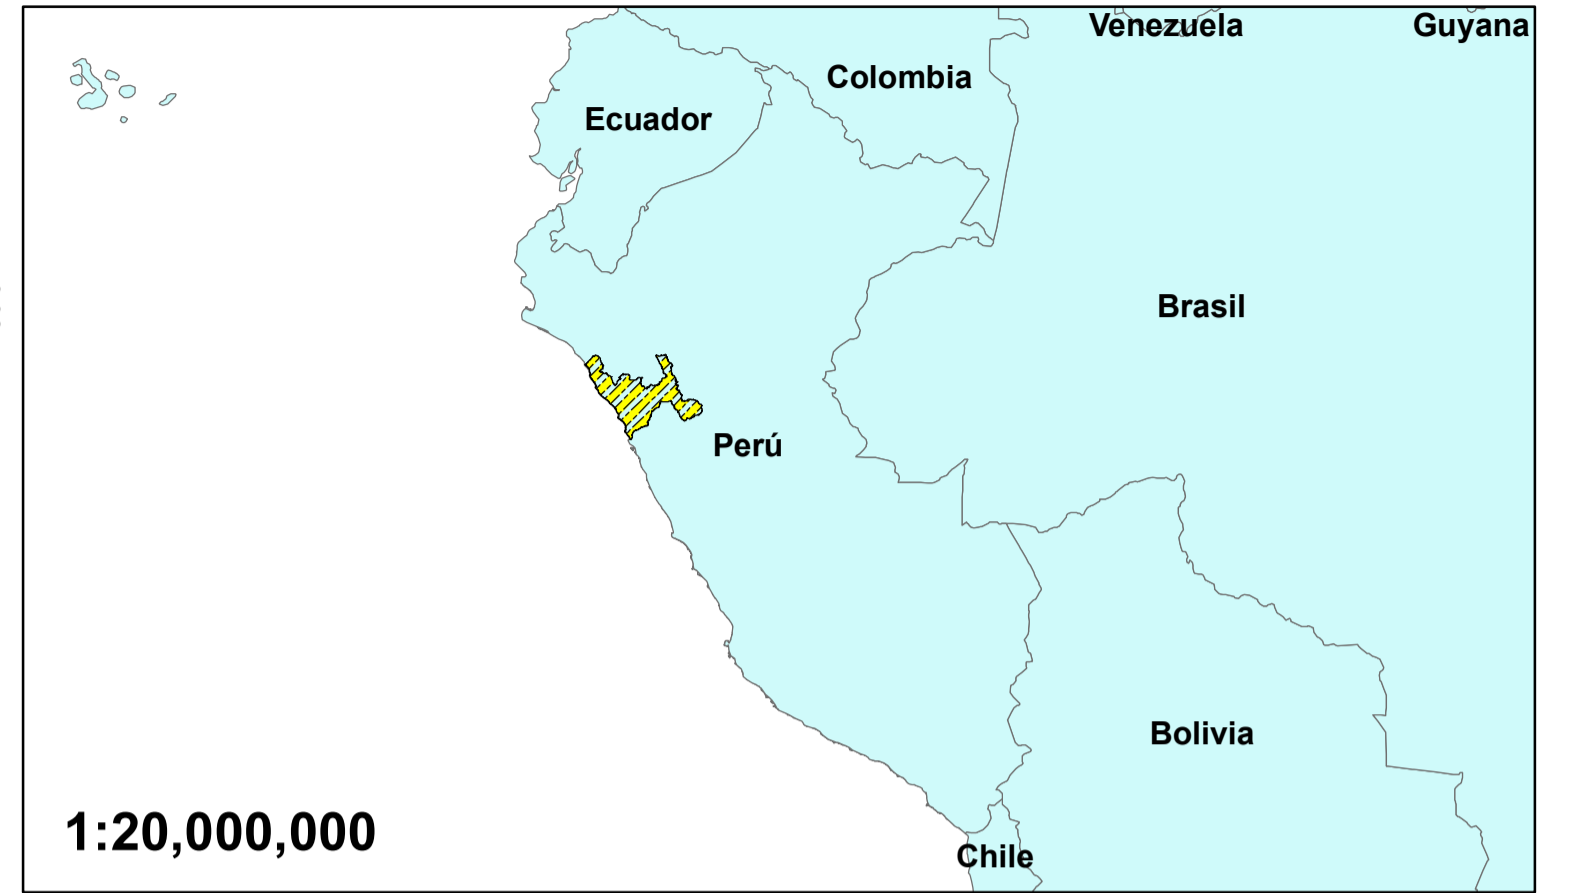 Venezuela
Guyana
Colombia
Ecuador
Brasil
Perú
Bolivia
1:20,000,000
Chile